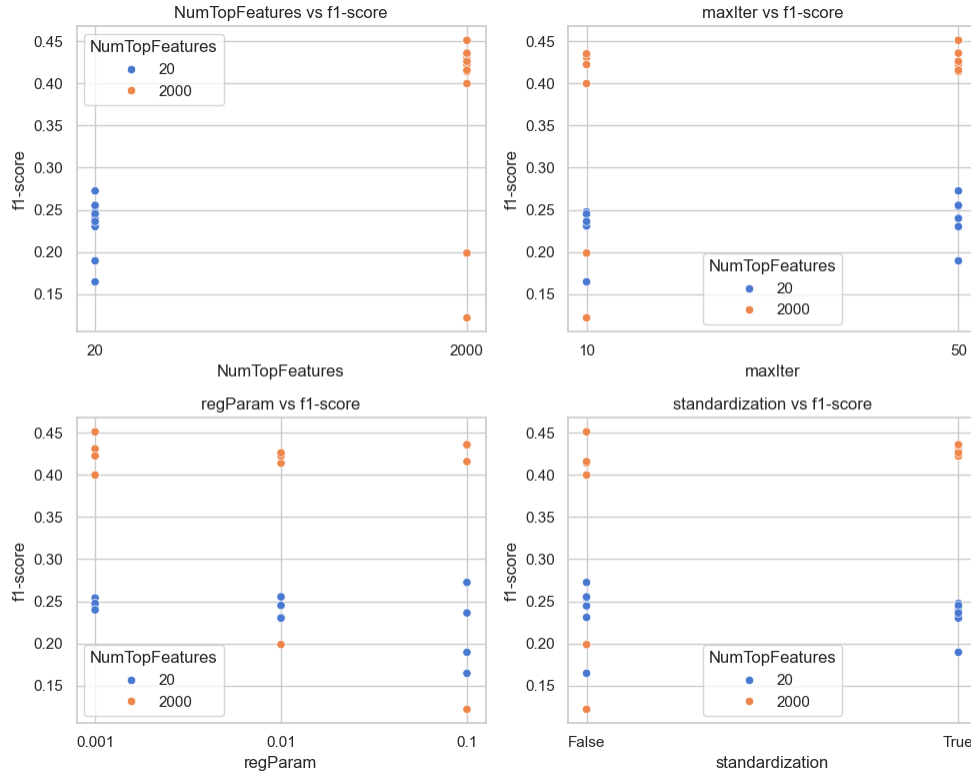 NumTopFeatures vs f1-score
0.45
0.40
0.35
0.30
0.25
0.20
0.15
f1-score
NumTopFeatures
20
2000
20
2000
NumTopFeatures
maxIter vs f1-score
0.45
0.40
0.35
0.30
0.25
0.20
0.15
f1-score
NumTopFeatures
20
2000
10
50
maxIter
regParam vs f1-score
0.45
0.40
0.35
0.30
0.25
0.20
0.15
f1-score
NumTopFeatures
20
2000
0.001
0.01
0.1
regParam
standardization vs f1-score
0.45
0.40
0.35
0.30
0.25
0.20
0.15
f1-score
NumTopFeatures
20
2000
False
True
standardization